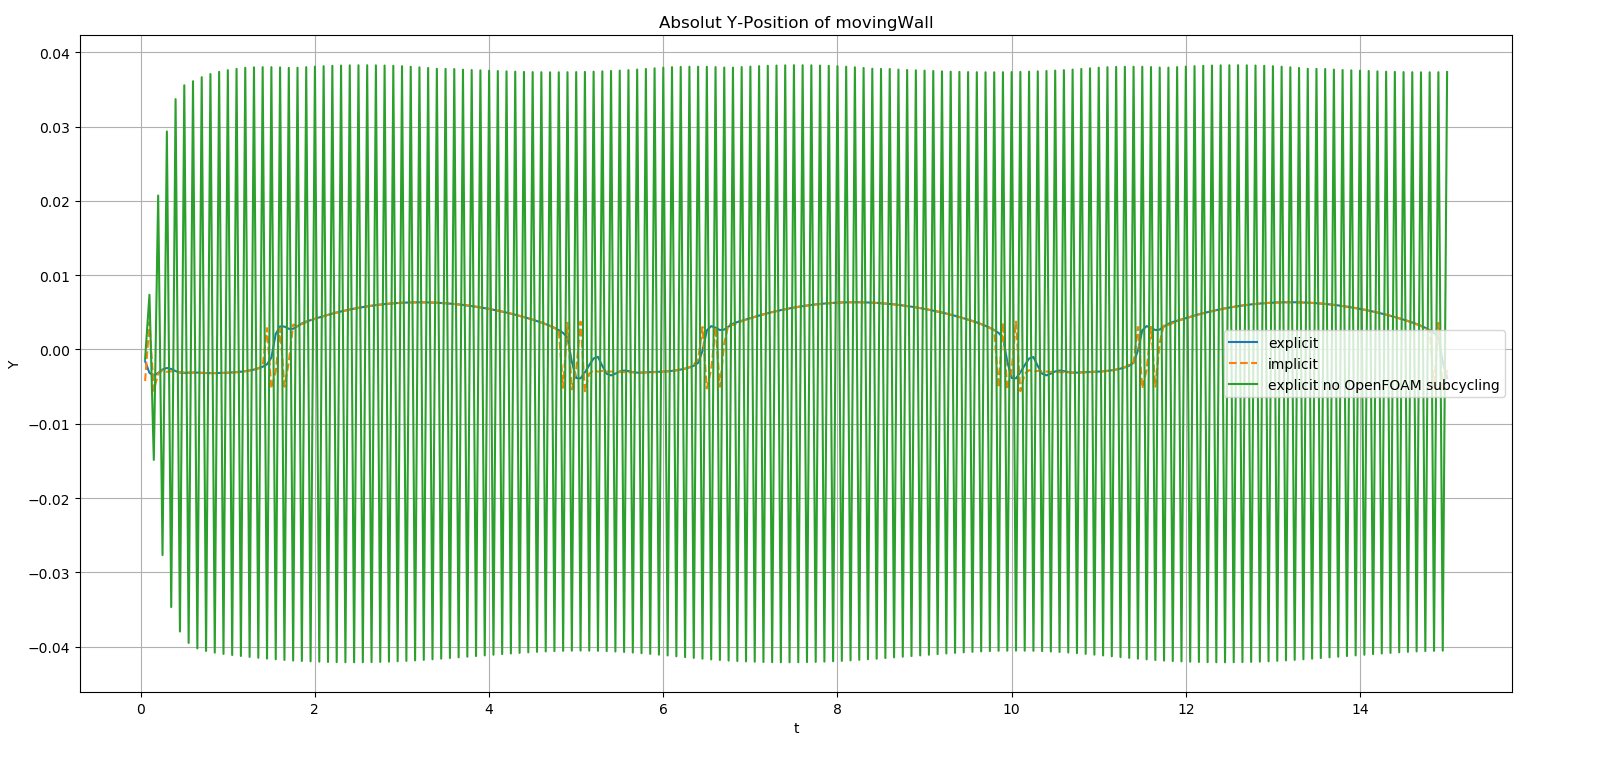 Absolut Y-Position of movingWall
0.04
0.03
0.02
0.01
0.00
−0.01
−0.02
−0.03
−0.04
Y
explicit
implicit
explicit no OpenFOAM subcycling
0 2 4 6 8 10 12 14
t